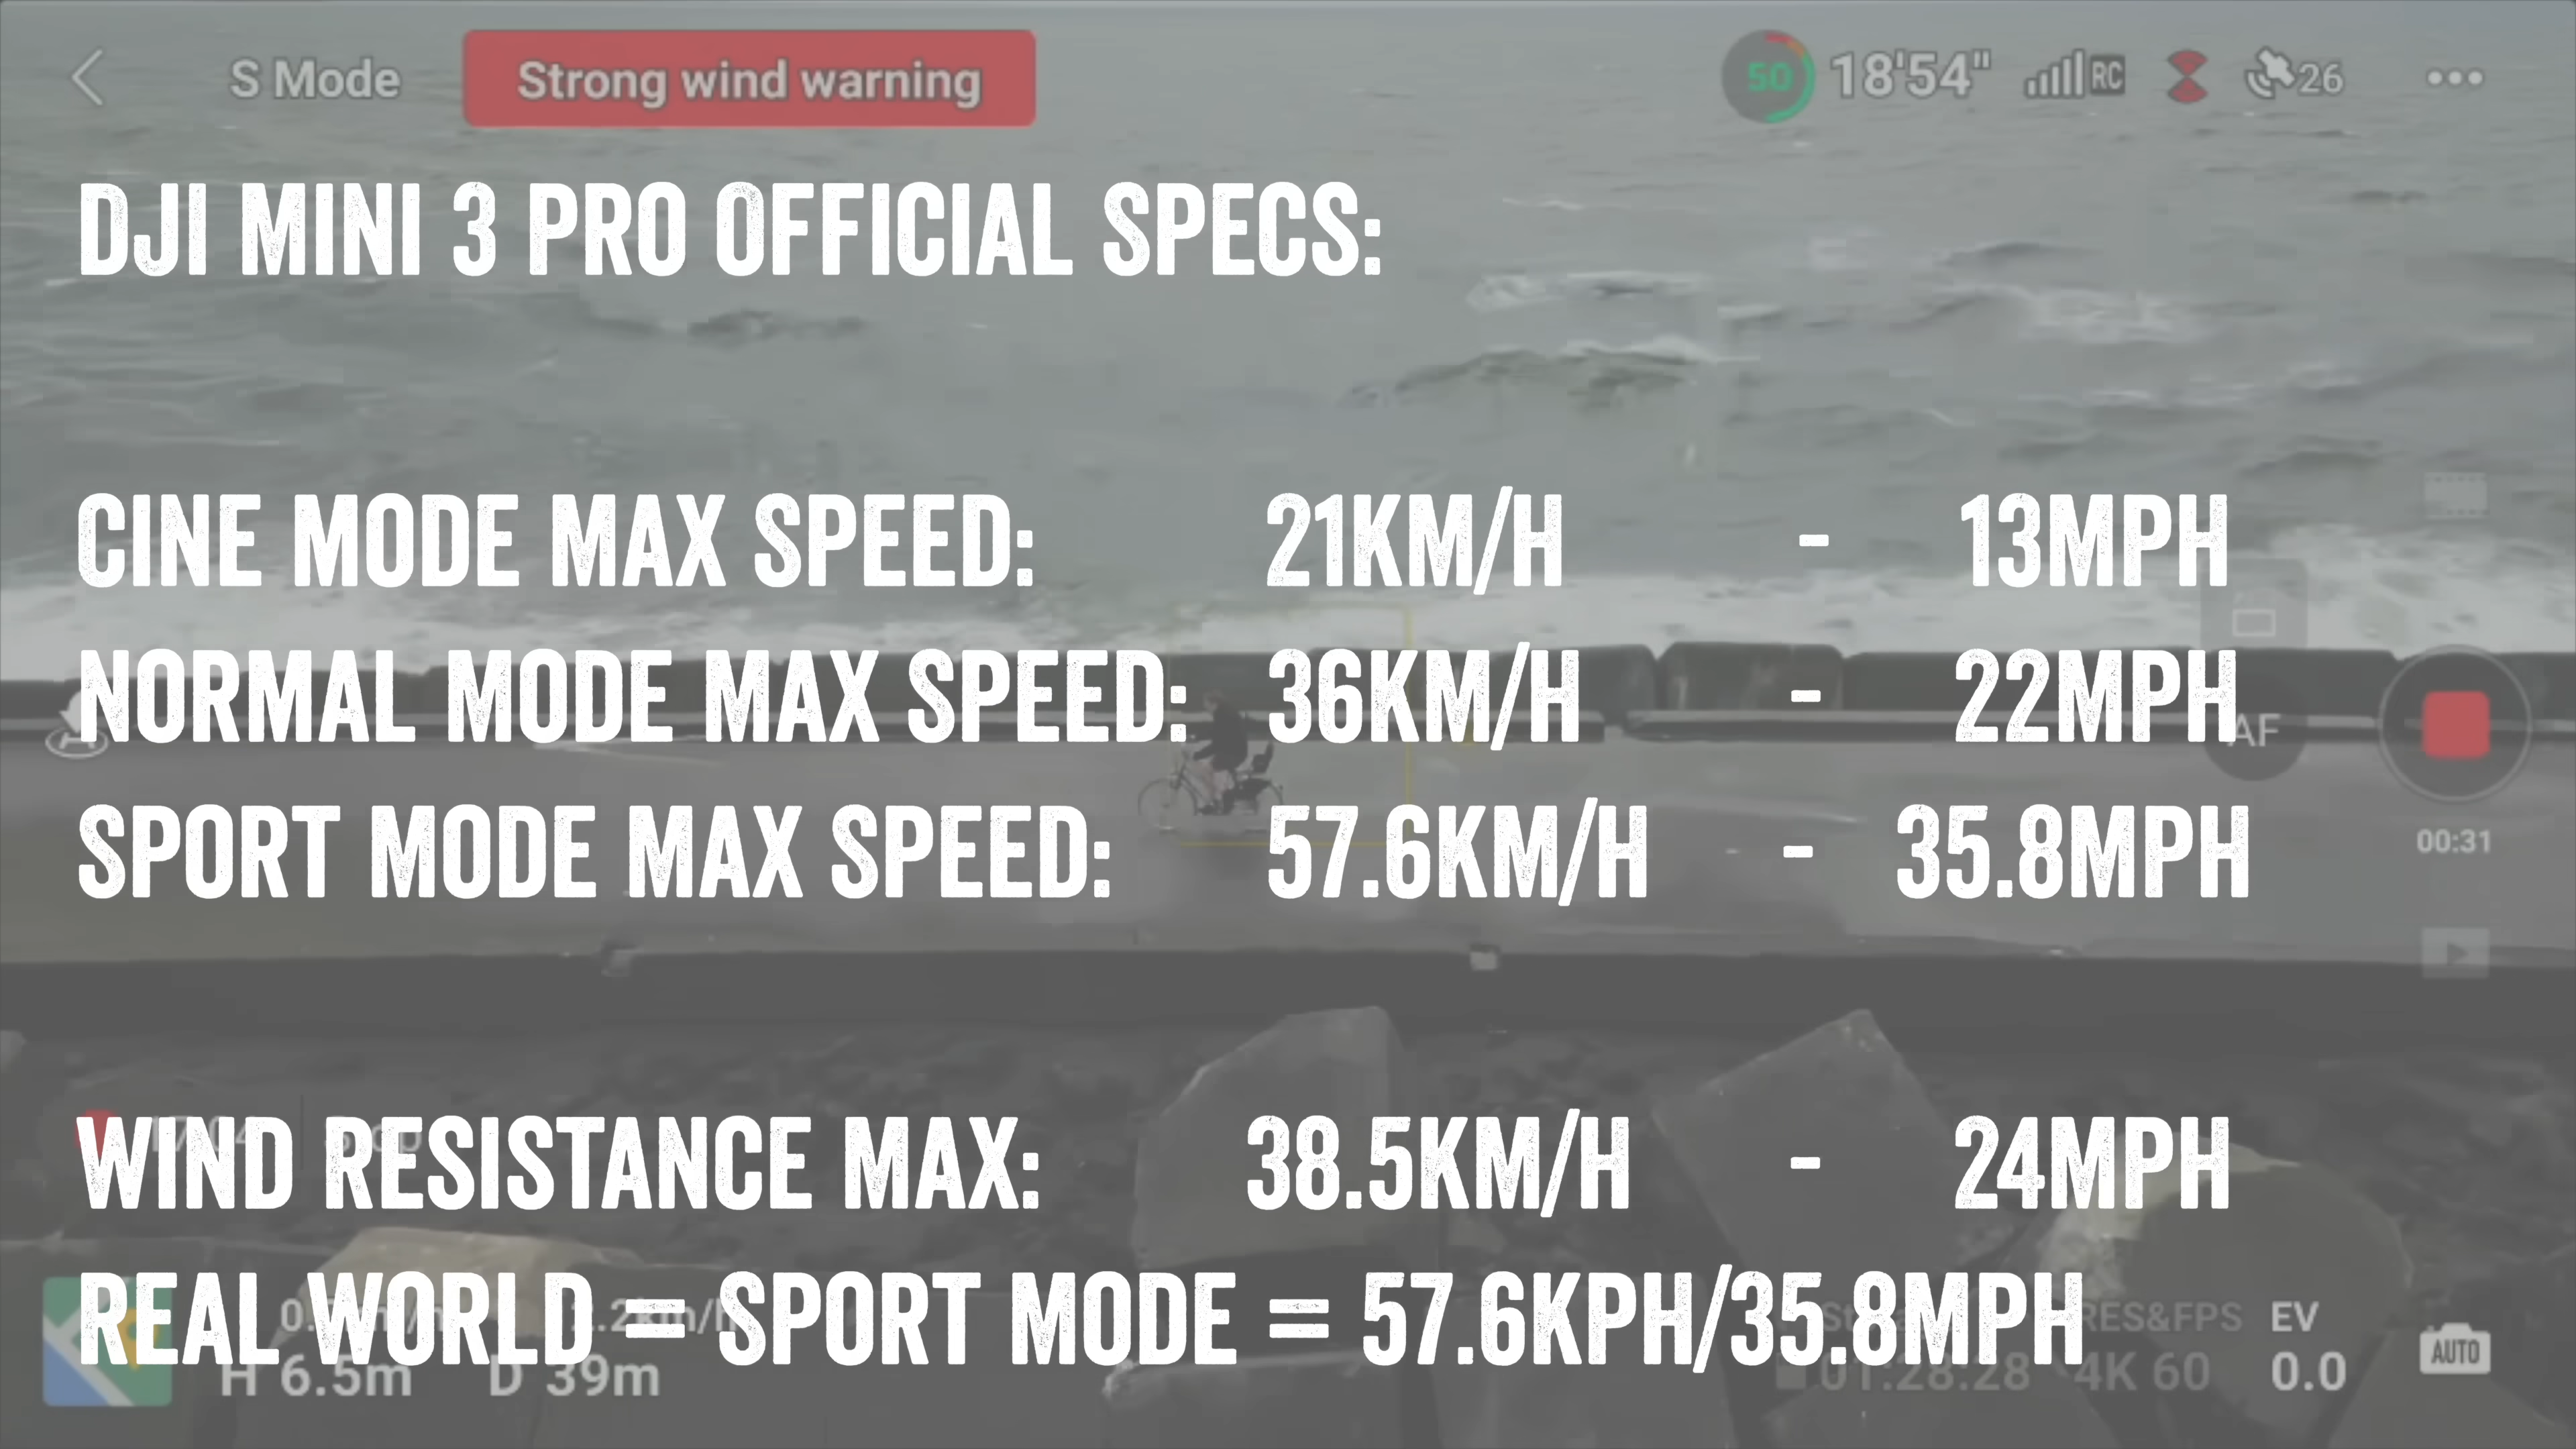 S Mode Strong wind warning 50 18'54" RC 26
DJI MINI 3 PRO OFFICIAL SPECS:
CINE MODE MAX SPEED: 21KM/H - 13MPH
NORMAL MODE MAX SPEED: 36KM/H - 22MPH
AF
SPORT MODE MAX SPEED: 57.6KM/H - 35.8MPH
00:31
WIND RESISTANCE MAX: 38.5KM/H - 24MPH
REAL WORLD = SPORT MODE = 57.6KPH/35.8MPH
RES&FPS EV
H 6.5m D 39m 01:28:28 4K 60 0.0 AUTO